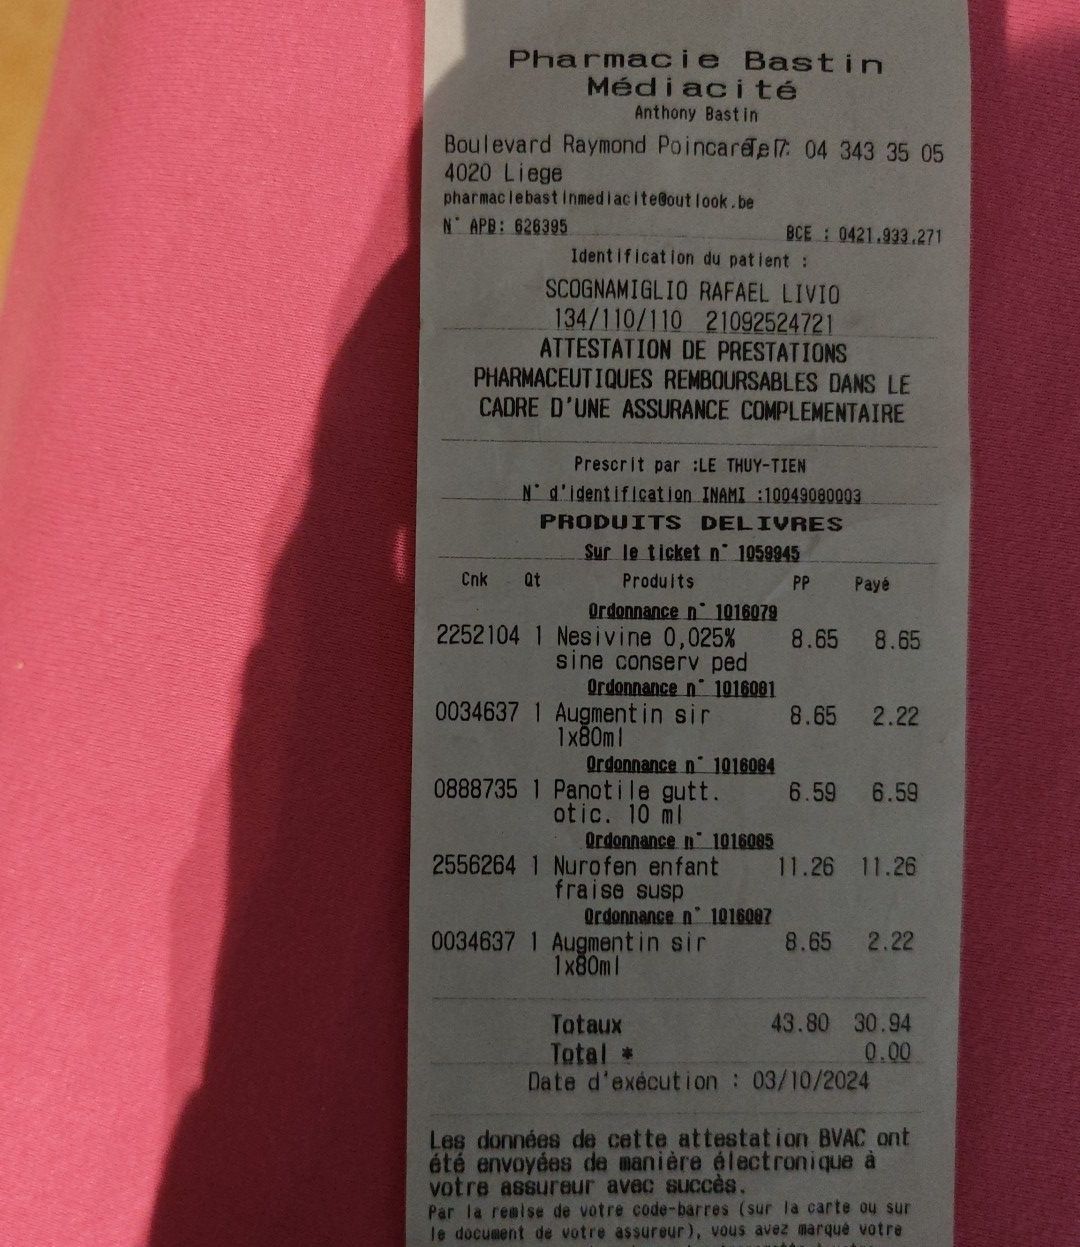 Pharmacie Bastin
Médiacité
Anthony Bastin
Boulevard Raymond Poincaré, 7 Tel: 04 343 35 05
4020 Liege
pharmaciebastinmediacite@outlook.be
N° APB: 626395 BCE : 0421.933.271
Identification du patient :
SCOGNAMIGLIO RAFAEL LIVIO
134/110/110 21092524721
ATTESTATION DE PRESTATIONS
PHARMACEUTIQUES REMBOURSABLES DANS LE
CADRE D'UNE ASSURANCE COMPLEMENTAIRE
Prescrit par :LE THUY-TIEN
N° d'identification INAMI :10049080003
PRODUITS DELIVRES
Sur le ticket n° 1059945
Cnk Qt Produits PP Payé
Ordonnance n° 1016079
2252104 1 Nesivine 0,025% 8.65 8.65
sine conserv ped
Ordonnance n° 1016081
0034637 1 Augmentin sir 8.65 2.22
1x80ml
Ordonnance n° 1016084
0888735 1 Panotile gutt. 6.59 6.59
otic. 10 ml
Ordonnance n° 1016085
2556264 1 Nurofen enfant 11.26 11.26
fraise susp
Ordonnance n° 1016087
0034637 1 Augmentin sir 8.65 2.22
1x80ml
Totaux 43.80 30.94
Total * 0.00
Date d'exécution : 03/10/2024
Les données de cette attestation BVAC ont
été envoyées de manière électronique à
votre assureur avec succès.
Par la remise de votre code-barres (sur la carte ou sur
le document de votre assureur), vous avez marqué votre